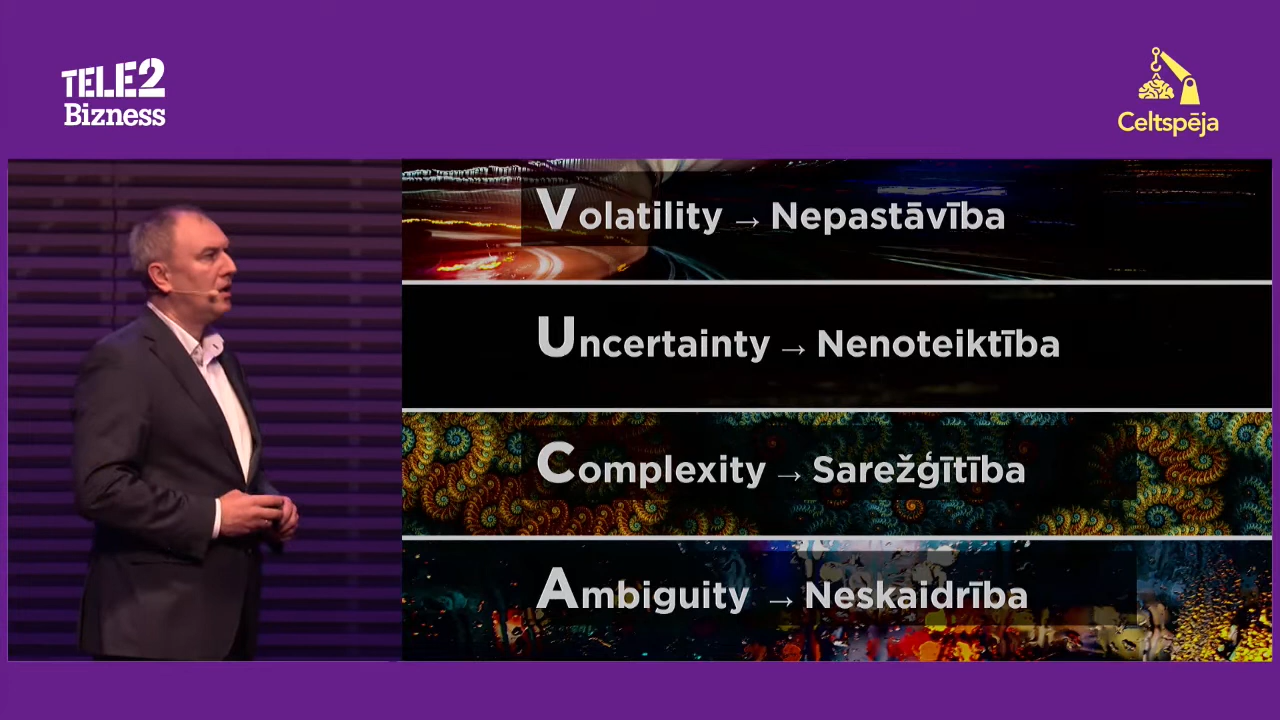 TELE2
Bizness
Celtspēja
Volatility → Nepastāvība
Uncertainty → Nenoteiktība
Complexity → Sarežģītība
Ambiguity → Neskaidrība